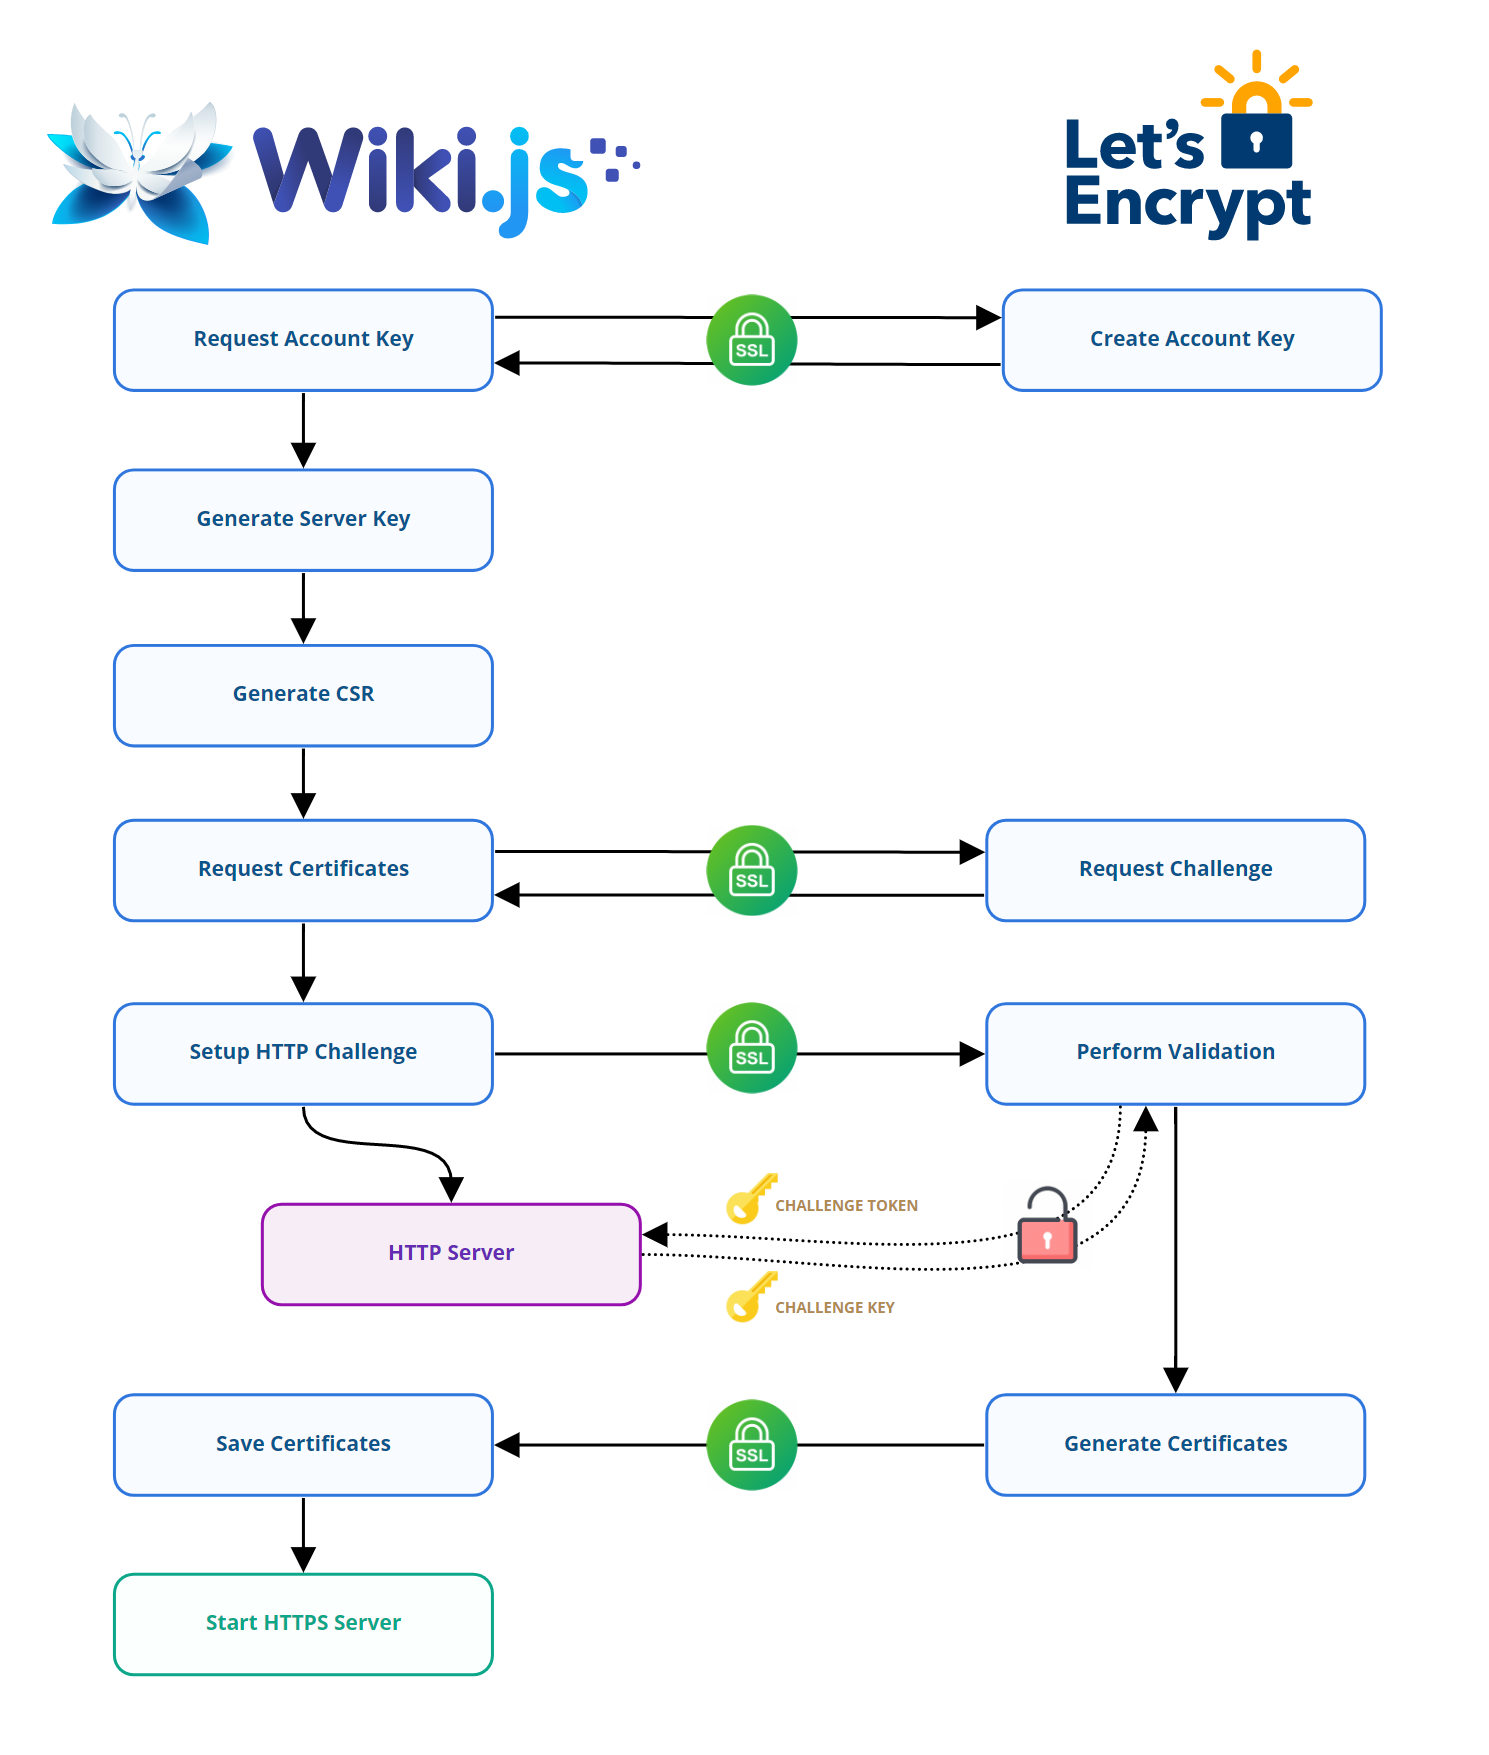 Wiki.js
Let's
Encrypt
Request Account Key
SSL
Create Account Key
Generate Server Key
Generate CSR
Request Certificates
SSL
Request Challenge
Setup HTTP Challenge
SSL
Perform Validation
CHALLENGE TOKEN
HTTP Server
CHALLENGE KEY
Save Certificates
SSL
Generate Certificates
Start HTTPS Server